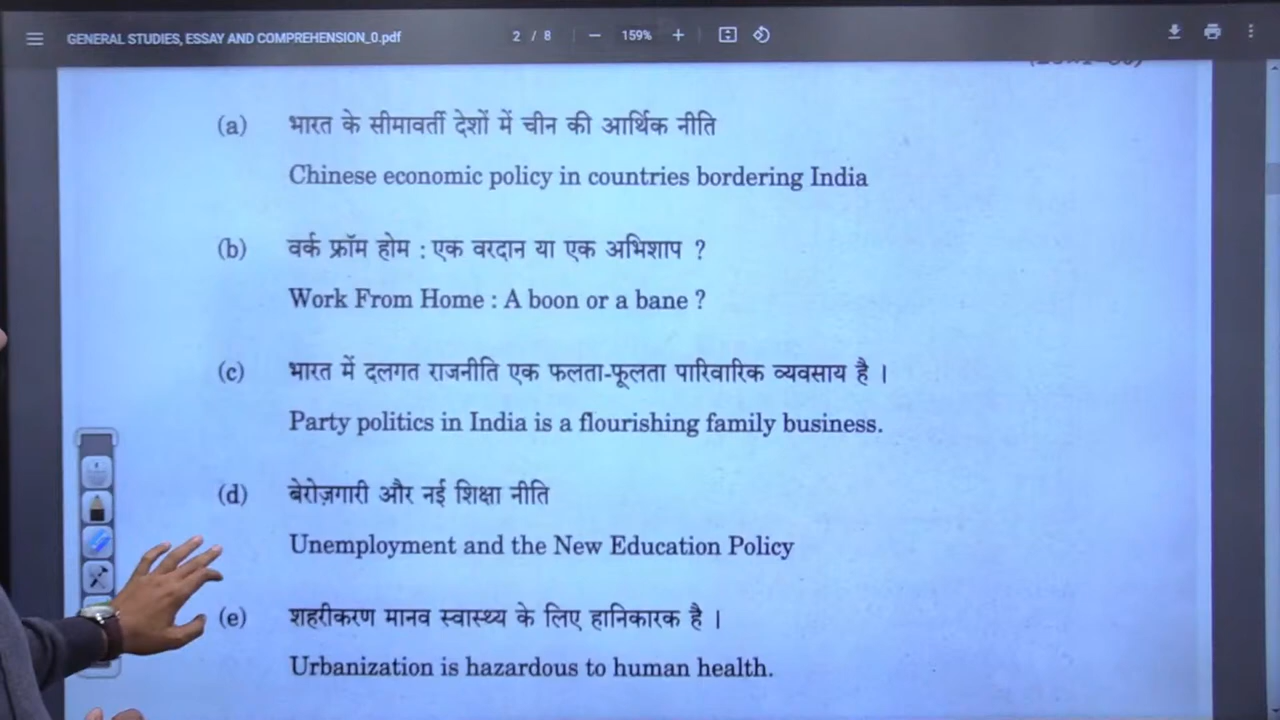 GENERAL STUDIES, ESSAY AND COMPREHENSION_0.pdf 2 / 8 — 159% +
(a) भारत के सीमावर्ती देशों में चीन की आर्थिक नीति
Chinese economic policy in countries bordering India
(b) वर्क फ्रॉम होम : एक वरदान या एक अभिशाप ?
Work From Home : A boon or a bane ?
(c) भारत में दलगत राजनीति एक फलता-फूलता पारिवारिक व्यवसाय है ।
Party politics in India is a flourishing family business.
(d) बेरोज़गारी और नई शिक्षा नीति
Unemployment and the New Education Policy
(e) शहरीकरण मानव स्वास्थ्य के लिए हानिकारक है ।
Urbanization is hazardous to human health.